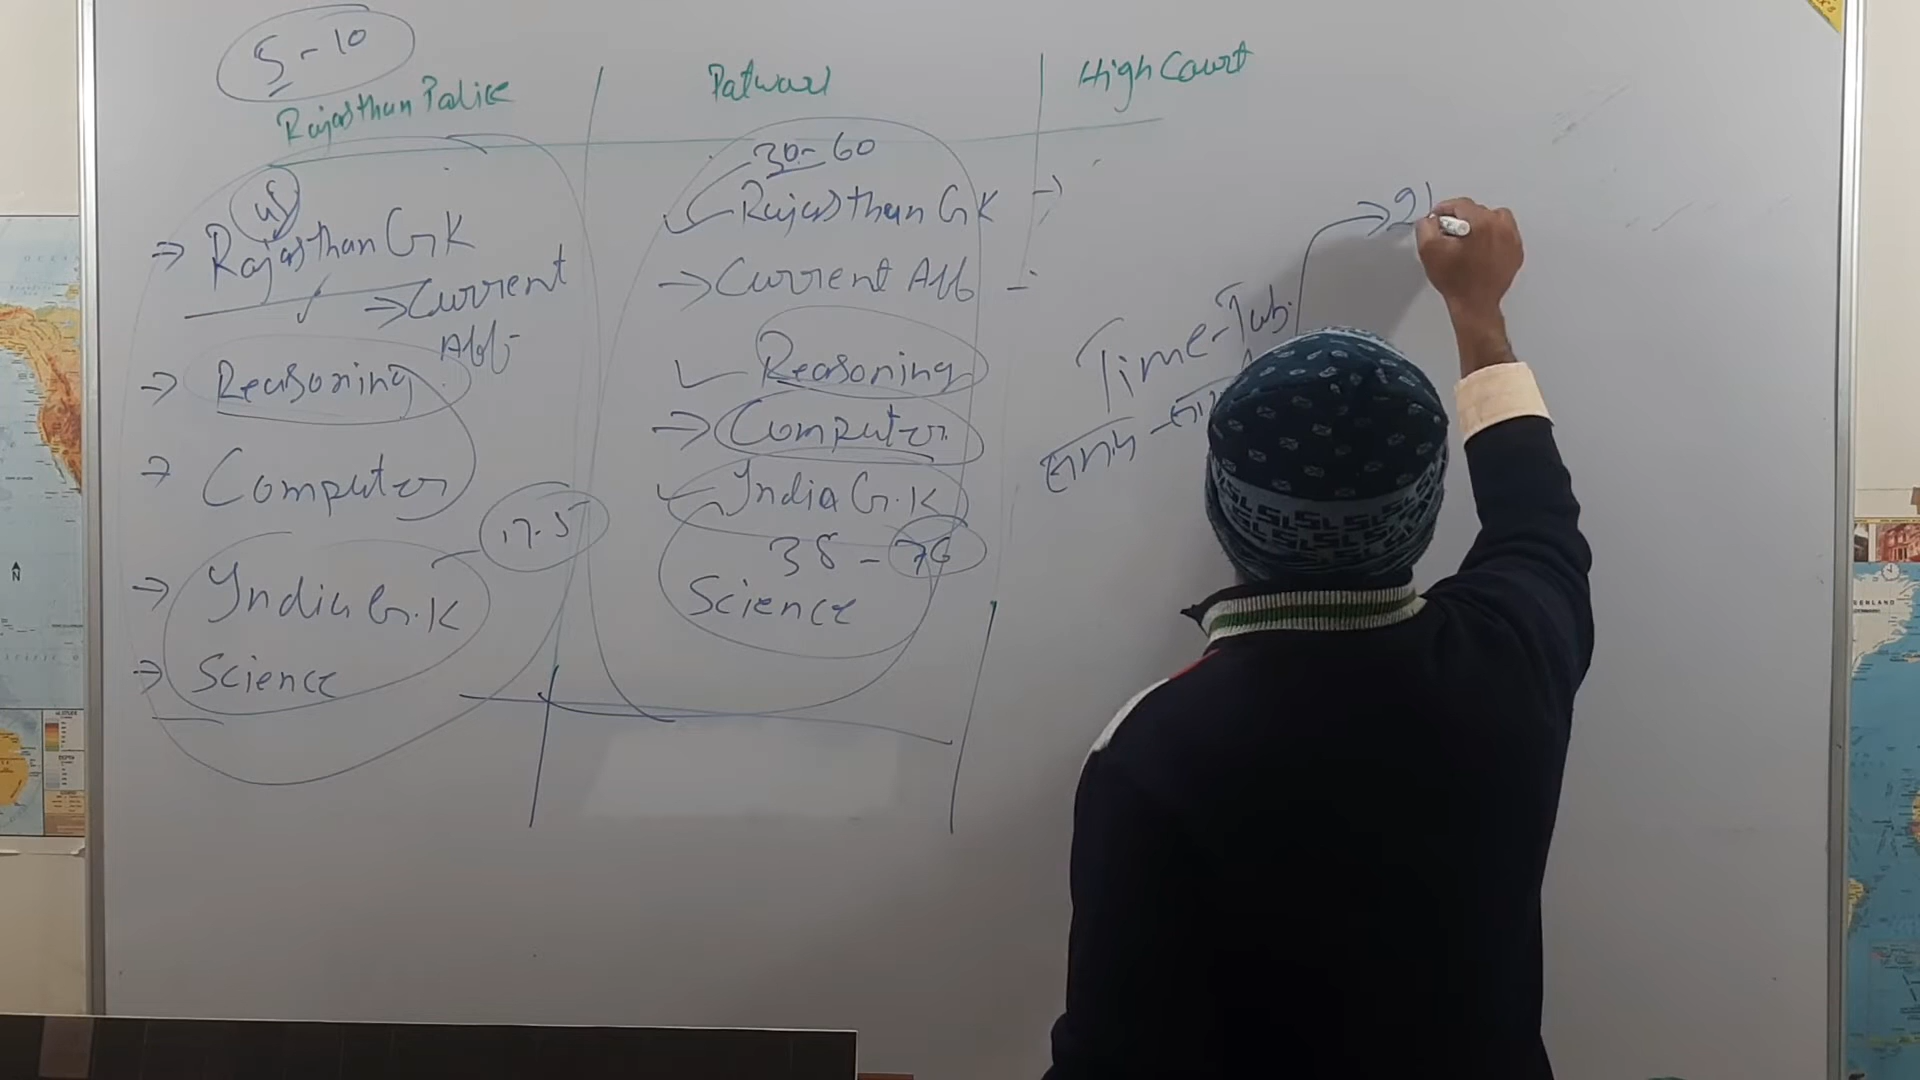 5-10
Rajasthan Police
Patwari
High Court
45
→ Rajasthan GK
→ Current
Aff-
→ Reasoning
→ Computer
17.5
→ India G.K
→ Science
30-60
Rajasthan GK →
→ Current Aff -
Reasoning
→ Computer
India G.K
38 - 76
Science
Time-Tab